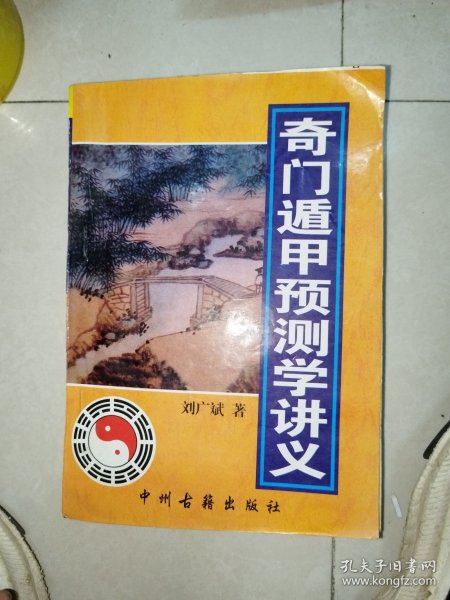 奇门遁甲预测学讲义
刘广斌 著
中州古籍出版社
孔夫子旧书网
www.kongfz.com